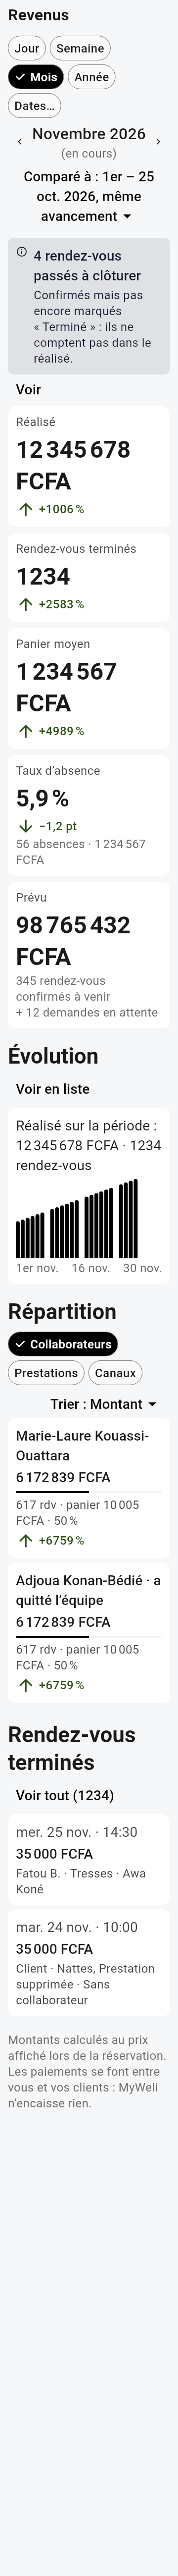 Revenus
Jour
Semaine
Mois
Année
Dates…
Novembre 2026
(en cours)
Comparé à : 1er – 25
oct. 2026, même
avancement
4 rendez-vous
passés à clôturer
Confirmés mais pas
encore marqués
« Terminé » : ils ne
comptent pas dans le
réalisé.
Voir
Réalisé
12 345 678
FCFA
+1006 %
Rendez-vous terminés
1234
+2583 %
Panier moyen
1 234 567
FCFA
+4989 %
Taux d’absence
5,9 %
−1,2 pt
56 absences · 1 234 567
FCFA
Prévu
98 765 432
FCFA
345 rendez-vous
confirmés à venir
+ 12 demandes en attente
Évolution
Voir en liste
Réalisé sur la période :
12 345 678 FCFA · 1234
rendez-vous
1er nov.
16 nov.
30 nov.
Répartition
Collaborateurs
Prestations
Canaux
Trier : Montant
Marie-Laure Kouassi-
Ouattara
6 172 839 FCFA
617 rdv · panier 10 005
FCFA · 50 %
+6759 %
Adjoua Konan-Bédié · a
quitté l’équipe
6 172 839 FCFA
617 rdv · panier 10 005
FCFA · 50 %
+6759 %
Rendez-vous
terminés
Voir tout (1234)
mer. 25 nov. · 14:30
35 000 FCFA
Fatou B. · Tresses · Awa
Koné
mar. 24 nov. · 10:00
35 000 FCFA
Client · Nattes, Prestation
supprimée · Sans
collaborateur
Montants calculés au prix
affiché lors de la réservation.
Les paiements se font entre
vous et vos clients : MyWeli
n’encaisse rien.